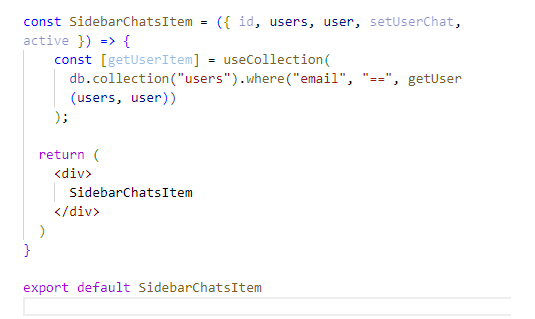 const SidebarChatsItem = ({ id, users, user, setUserChat,
active }) => {
const [getUserItem] = useCollection(
db.collection("users").where("email", "==", getUser
(users, user))
);
return (
<div>
SidebarChatsItem
</div>
)
}
export default SidebarChatsItem